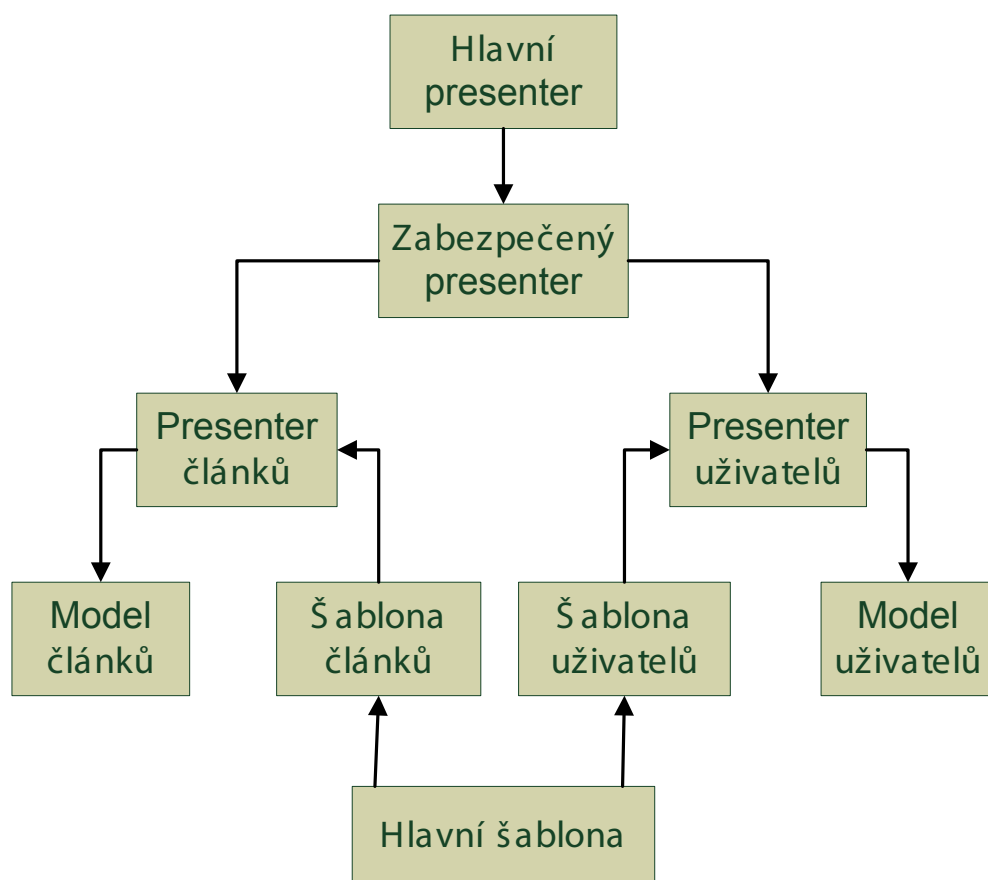 Hlavní
presenter
Zabezpečený
presenter
Presenter
článků
Presenter
uživatelů
Model
článků
Šablona
článků
Šablona
uživatelů
Model
uživatelů
Hlavní šablona